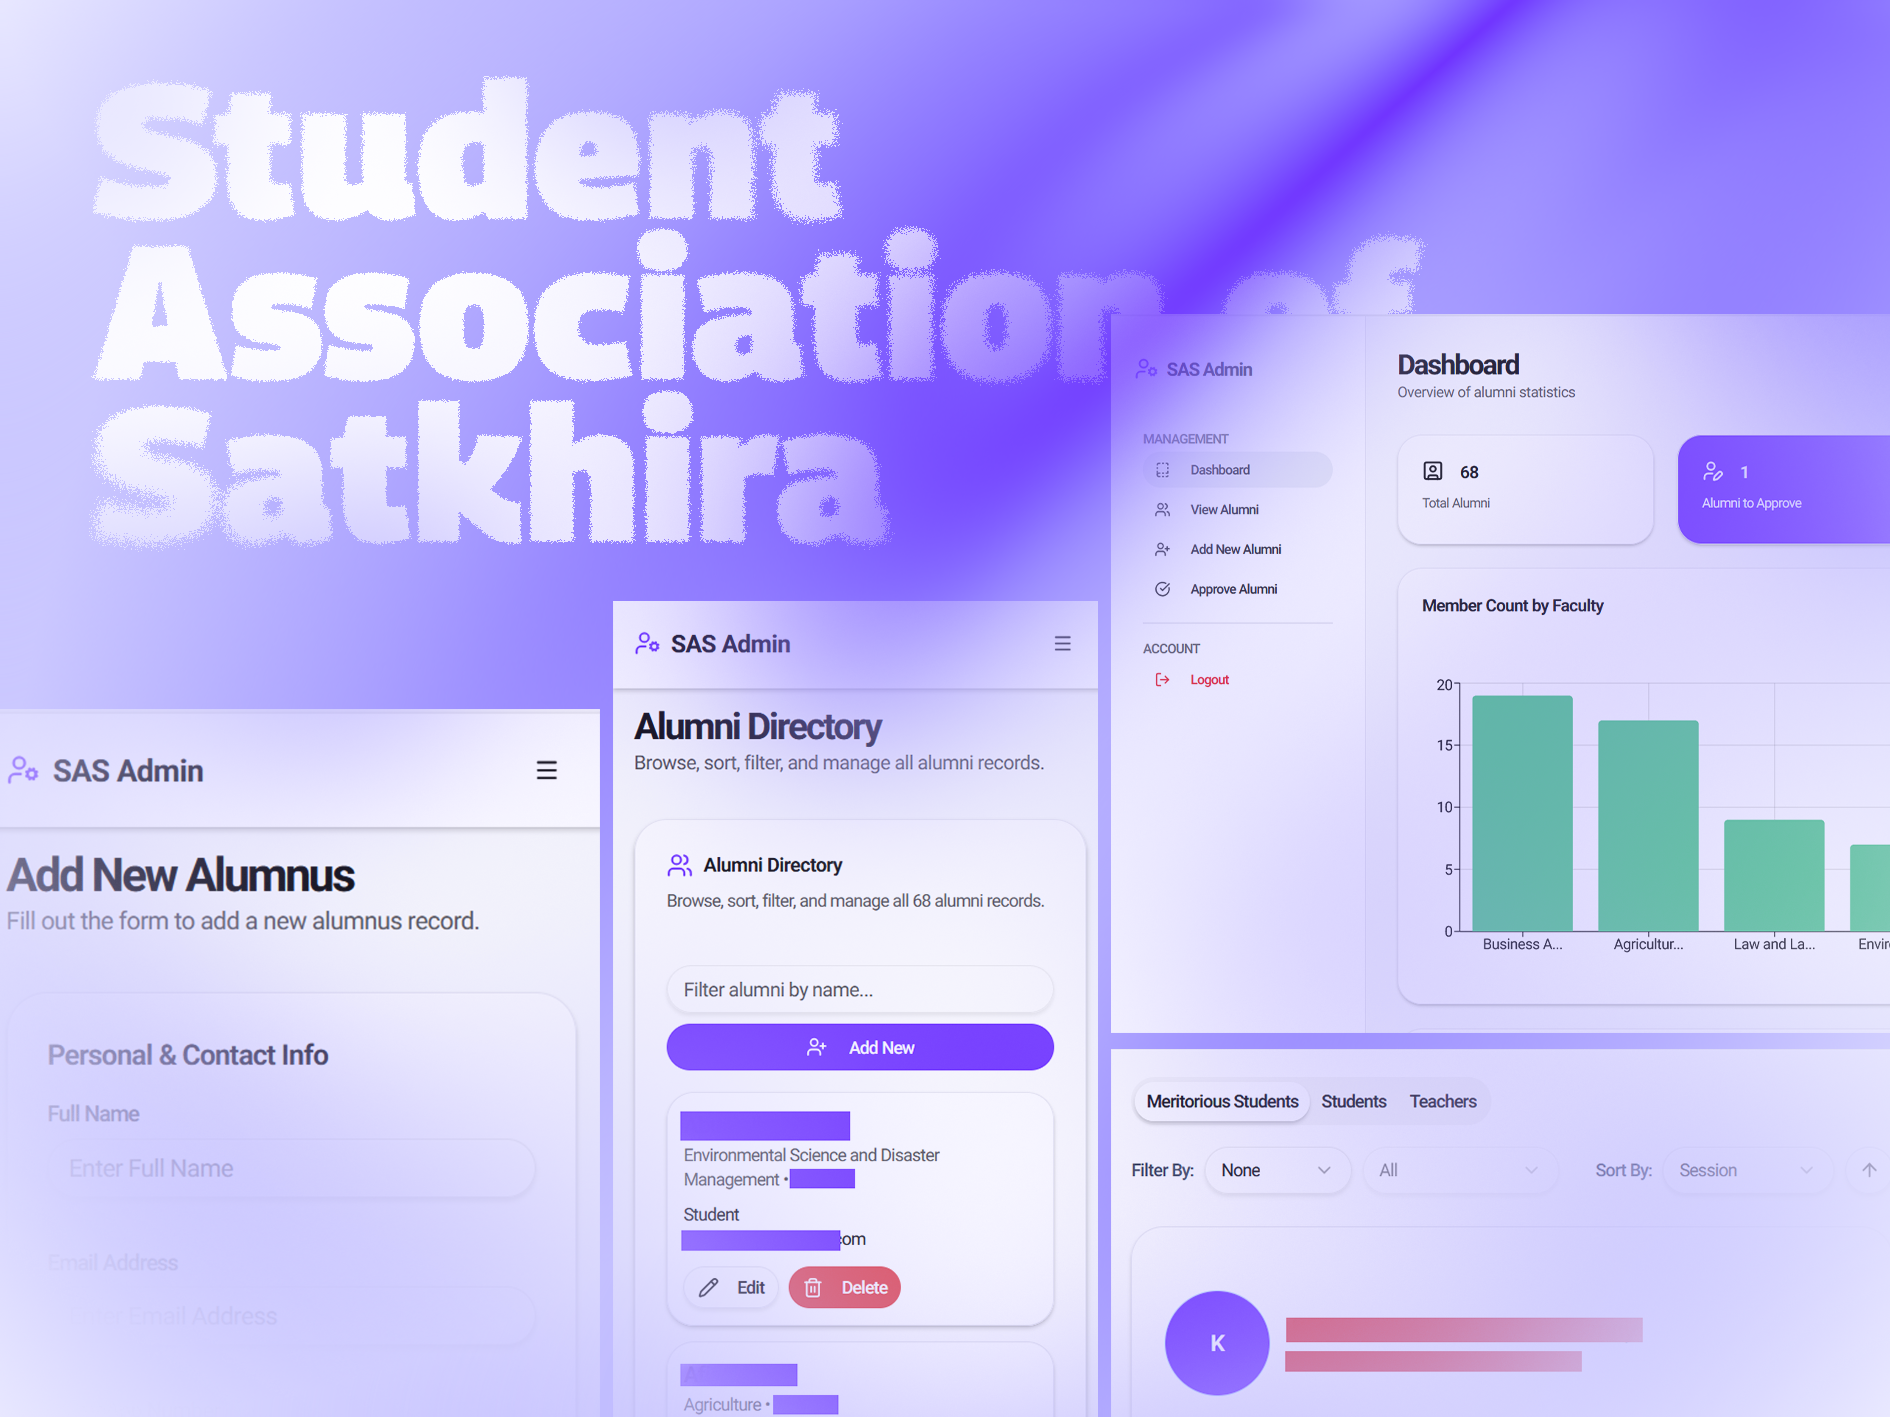 Student
Association of
Satkhira
SAS Admin
MANAGEMENT
Dashboard
View Alumni
Add New Alumni
Approve Alumni
ACCOUNT
Logout
Dashboard
Overview of alumni statistics
68
Total Alumni
1
Alumni to Approve
Member Count by Faculty
20
15
10
5
0
Business A...
Agricultur...
Law and La...
Envir
SAS Admin
Alumni Directory
Browse, sort, filter, and manage all alumni records.
Alumni Directory
Browse, sort, filter, and manage all 68 alumni records.
Filter alumni by name...
Add New
Environmental Science and Disaster
Management •
Student
com
Edit
Delete
Agriculture •
SAS Admin
Add New Alumnus
Fill out the form to add a new alumnus record.
Personal & Contact Info
Full Name
Enter Full Name
Email Address
Email Address
Meritorious Students
Students
Teachers
Filter By:
None
All
Sort By:
Session
K